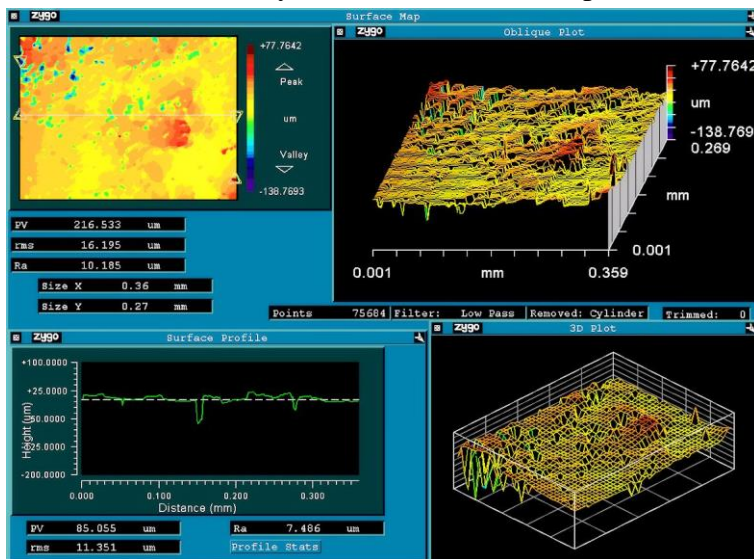 zygo Surface Map
+77.7642
Peak
um
Valley
-138.7693
PV 216.533 um
rms 16.195 um
Ra 10.185 um
Size X 0.36 mm
Size Y 0.27 mm
zygo Oblique Plot
+77.7642
um
-138.7693
0.269
mm
0.001
0.001 mm 0.359
Points 75684 Filter: Low Pass Removed: Cylinder Trimmed: 0
zygo Surface Profile
+100.0000
+25.0000
-50.0000
-125.0000
-200.0000
Height (um)
0.000 0.100 0.200 0.300
Distance (mm)
PV 85.055 um Ra 7.486 um
rms 11.351 um Profile Stats
zygo 3D Plot